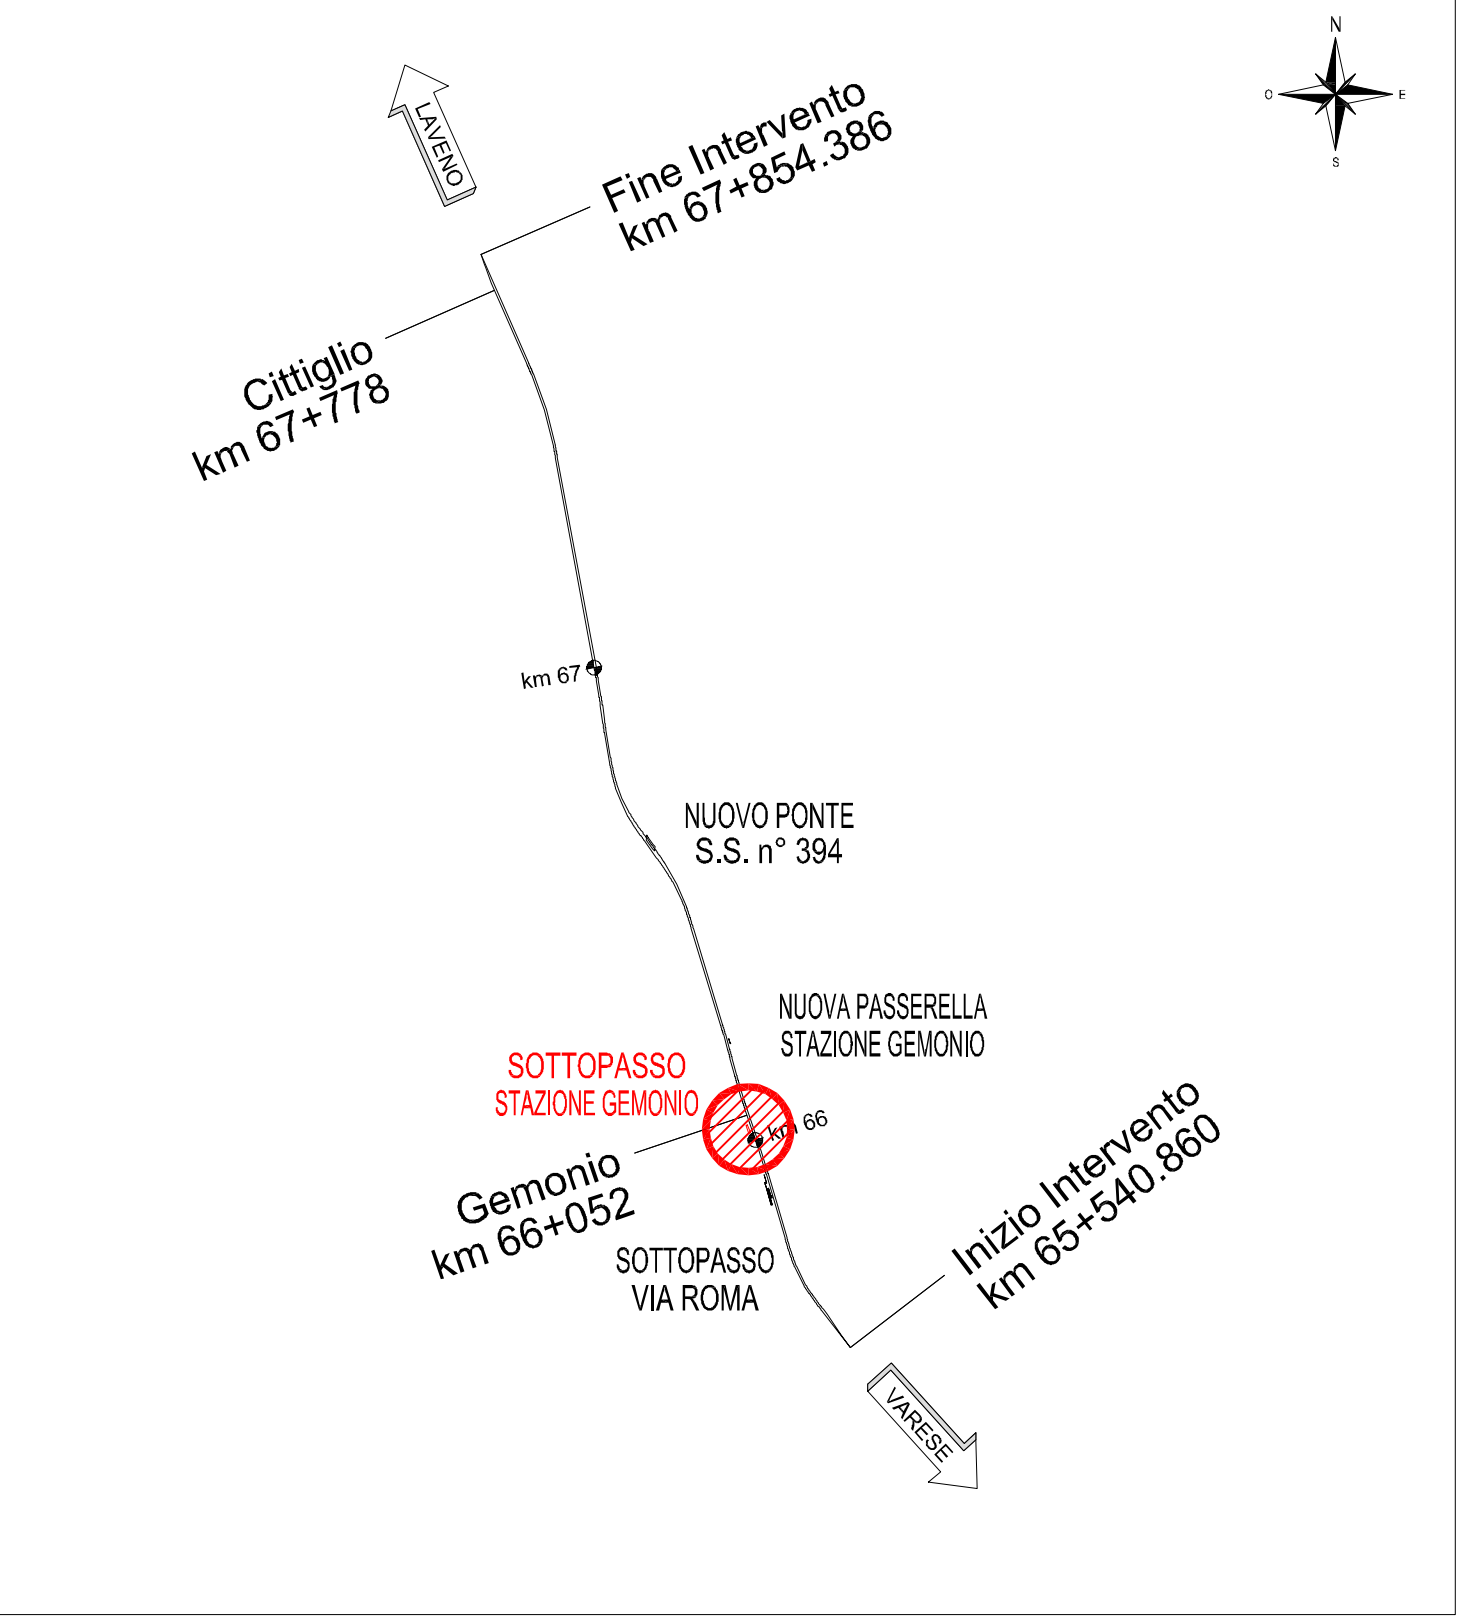 N
O
E
S
LAVENO
Fine Intervento
km 67+854.386
Cittiglio
km 67+778
km 67
NUOVO PONTE
S.S. n° 394
NUOVA PASSERELLA
STAZIONE GEMONIO
SOTTOPASSO
STAZIONE GEMONIO
km 66
Gemonio
km 66+052
Inizio Intervento
km 65+540.860
SOTTOPASSO
VIA ROMA
VARESE